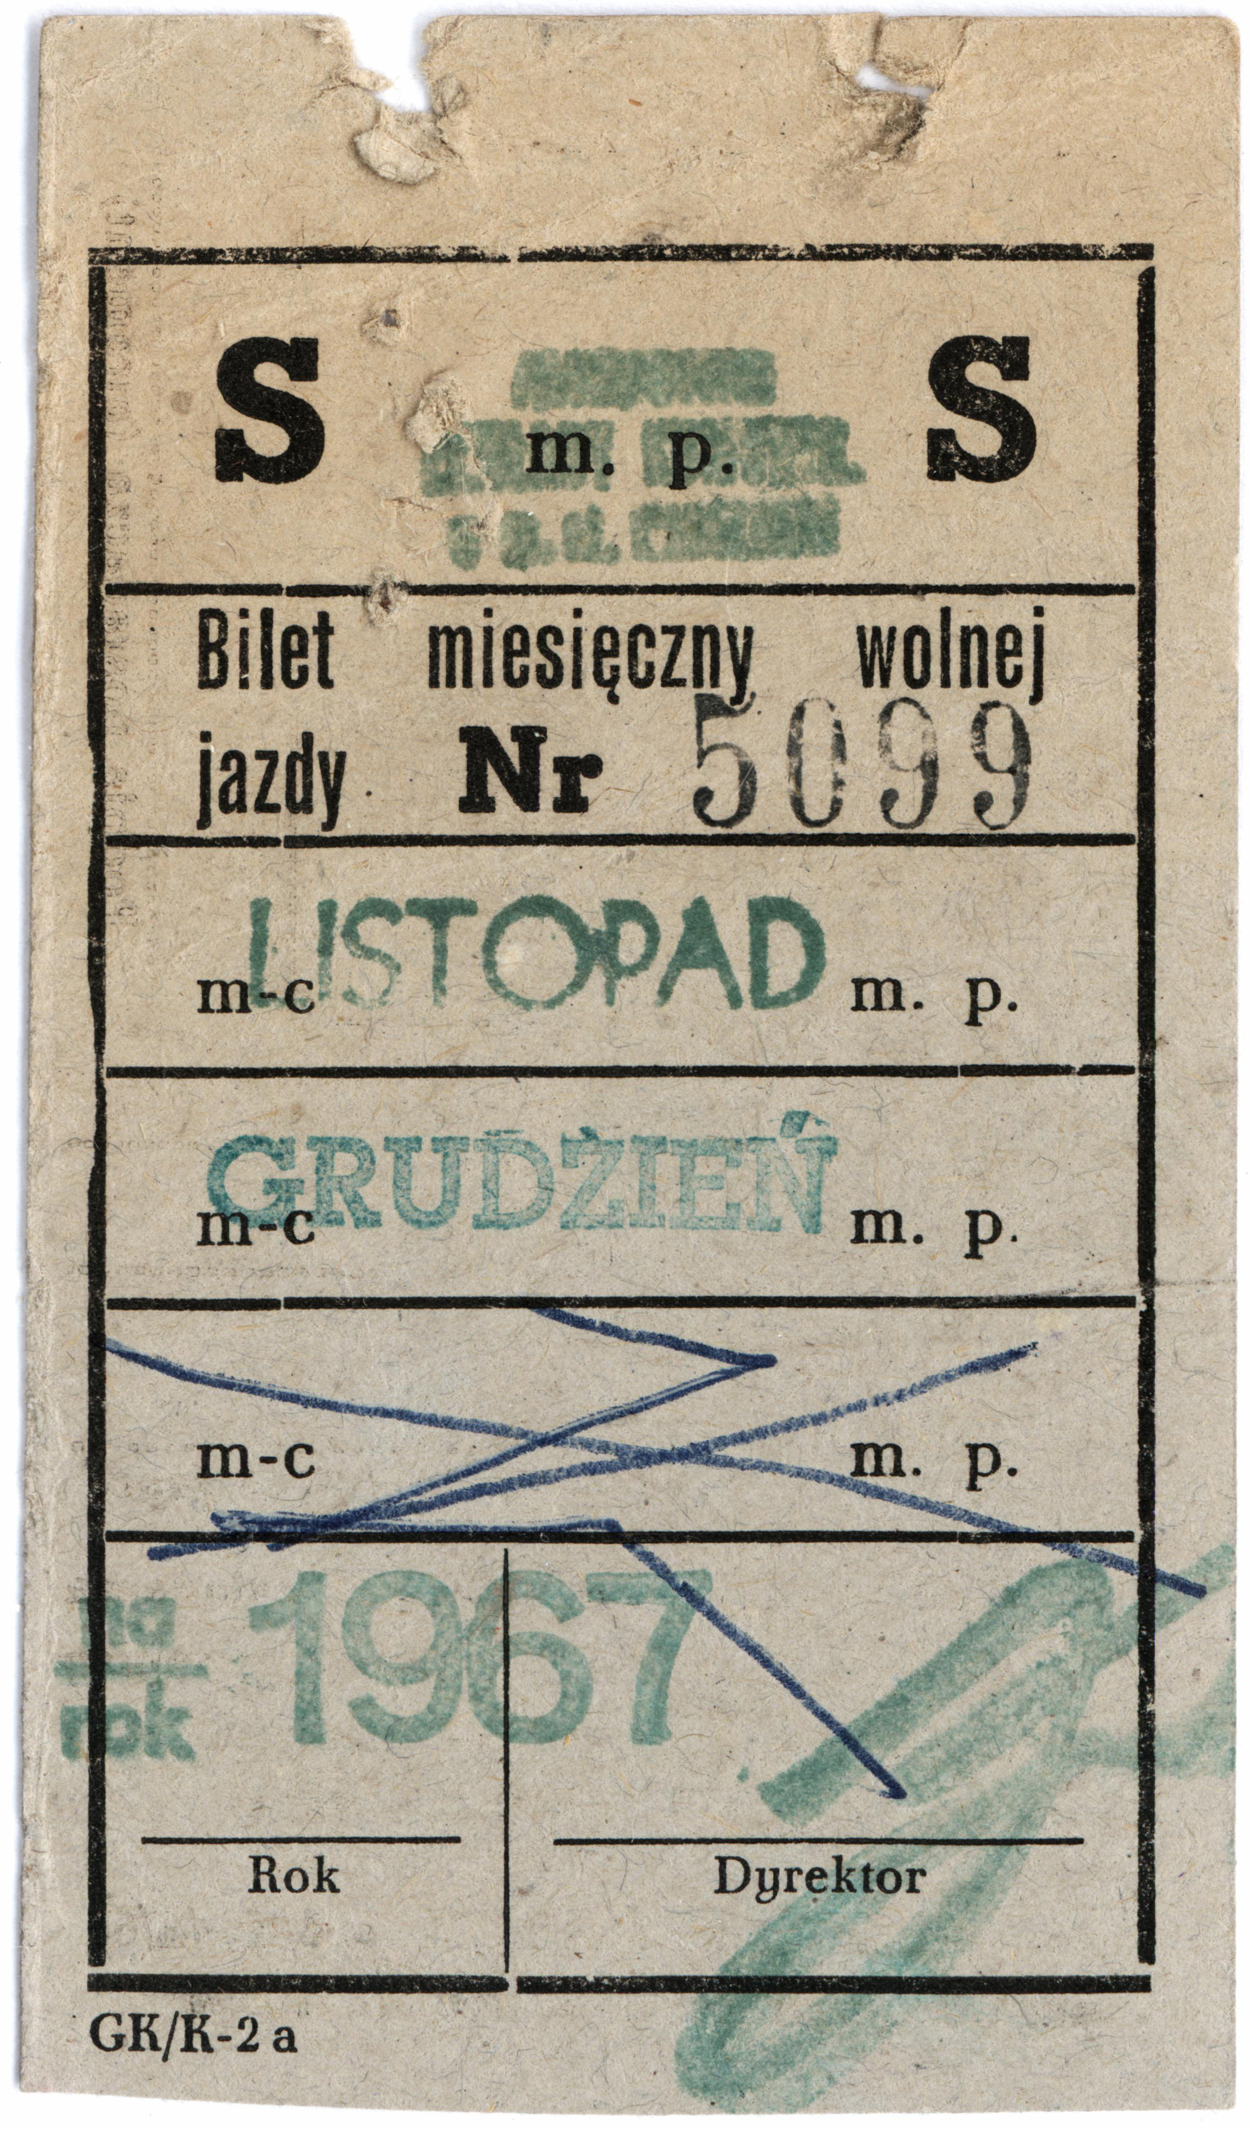 S m. p. S
Bilet miesięczny wolnej
jazdy Nr 5099
LISTOPAD
m-c m. p.
GRUDZIEŃ
m-c m. p.
m-c m. p.
na
rok 1967
Rok Dyrektor
GK/K-2 a